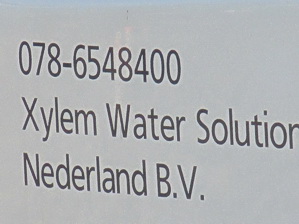 078-6548400
Xylem Water Solution
Nederland B.V.